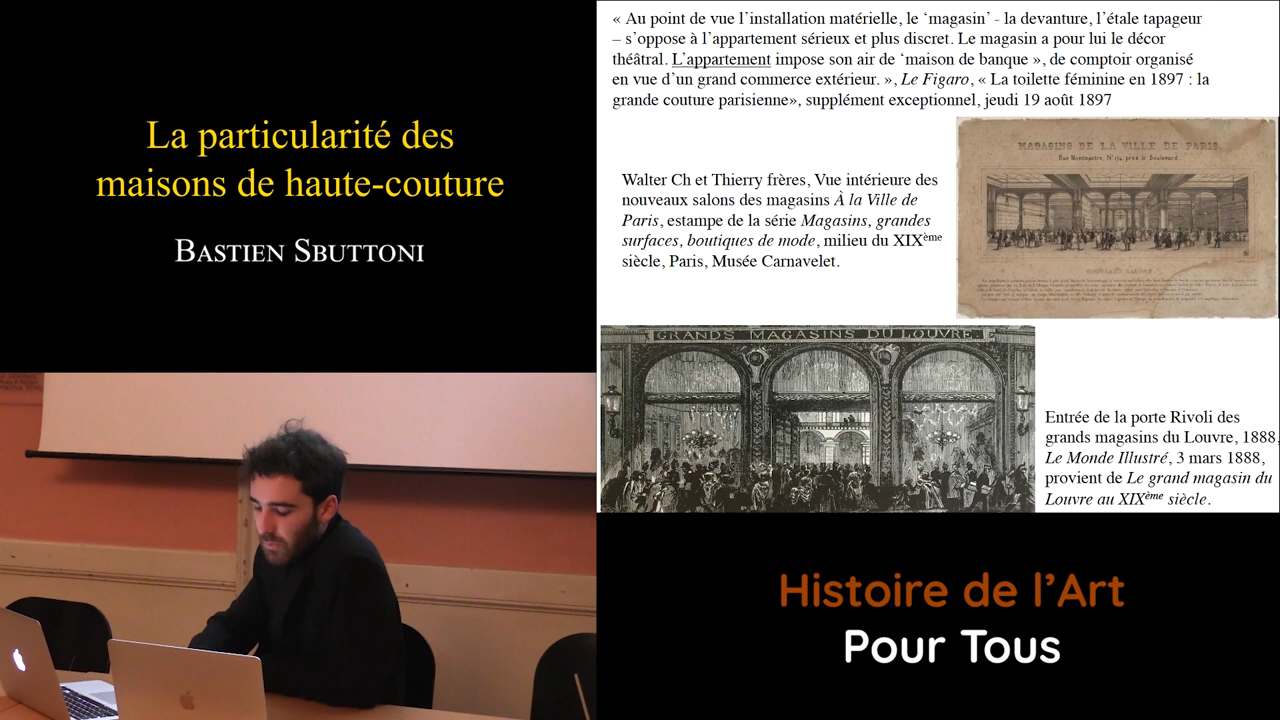 La particularité des
maisons de haute-couture
BASTIEN SBUTTONI
« Au point de vue l’installation matérielle, le ‘magasin’ - la devanture, l’étale tapageur
– s’oppose à l’appartement sérieux et plus discret. Le magasin a pour lui le décor
théâtral. L’appartement impose son air de ‘maison de banque », de comptoir organisé
en vue d’un grand commerce extérieur. », Le Figaro, « La toilette féminine en 1897 : la
grande couture parisienne», supplément exceptionnel, jeudi 19 août 1897
MAGASINS DE LA VILLE DE PARIS.
Rue Montmartre, N° 174, près le Boulevard.
Walter Ch et Thierry frères, Vue intérieure des
nouveaux salons des magasins À la Ville de
Paris, estampe de la série Magasins, grandes
surfaces, boutiques de mode, milieu du XIXème
siècle, Paris, Musée Carnavelet.
GRANDS MAGASINS DU LOUVRE.
Entrée de la porte Rivoli des
grands magasins du Louvre, 1888,
Le Monde Illustré, 3 mars 1888,
provient de Le grand magasin du
Louvre au XIXème siècle.
Histoire de l’Art
Pour Tous